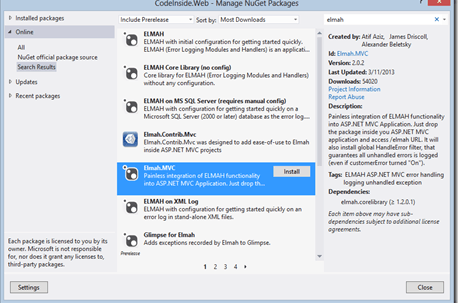 CodeInside.Web - Manage NuGet Packages
Installed packages
Online
All
NuGet official package source
Search Results
Updates
Recent packages
Each package is licensed to you by its
owner. Microsoft is not responsible
for, nor does it grant any licenses to,
third-party packages.
Include Prerelease
Sort by: Most Downloads
ELMAH
ELMAH with initial configuration for getting started quickly.
ELMAH (Error Logging Modules and Handlers) is an applicati...
ELMAH Core Library (no config)
Core library for ELMAH (Error Logging Modules and Handlers)
without any configuration.
ELMAH on MS SQL Server (requires manual config)
ELMAH with configuration for getting started quickly on a
Microsoft SQL Server (2000 or later) database as the error log....
Elmah.Contrib.Mvc
Elmah.Contrib.Mvc was designed to add ease-of-use to Elmah
inside ASP.NET MVC projects
Elmah.MVC
Painless integration of ELMAH functionality
into ASP.NET MVC Application. Just drop th...
Install
ELMAH on XML Log
ELMAH with configuration for getting started quickly using an
error log in stand-alone XML files.
Glimpse for Elmah
Adds exceptions recorded by Elmah to Glimpse.
Prerelease
1 2 3 4
elmah
Created by: Atif Aziz, James Driscoll,
Alexander Beletsky
Id: Elmah.MVC
Version: 2.0.2
Last Updated: 3/11/2013
Downloads: 54020
Project Information
Report Abuse
Description:
Painless integration of ELMAH functionality
into ASP.NET MVC Application. Just drop
the package inside you ASP.NET MVC
application and access /elmah URL. It will
also install global HandleError filter, that
guarantees all unhandled errors is logged
(even if customError turned "On").
Tags: ELMAH ASP.NET MVC error handling
logging unhandled exception
Dependencies:
elmah.corelibrary (≥ 1.2.0.1)
Each item above may have sub-
dependencies subject to additional license
agreements.
Settings
Close